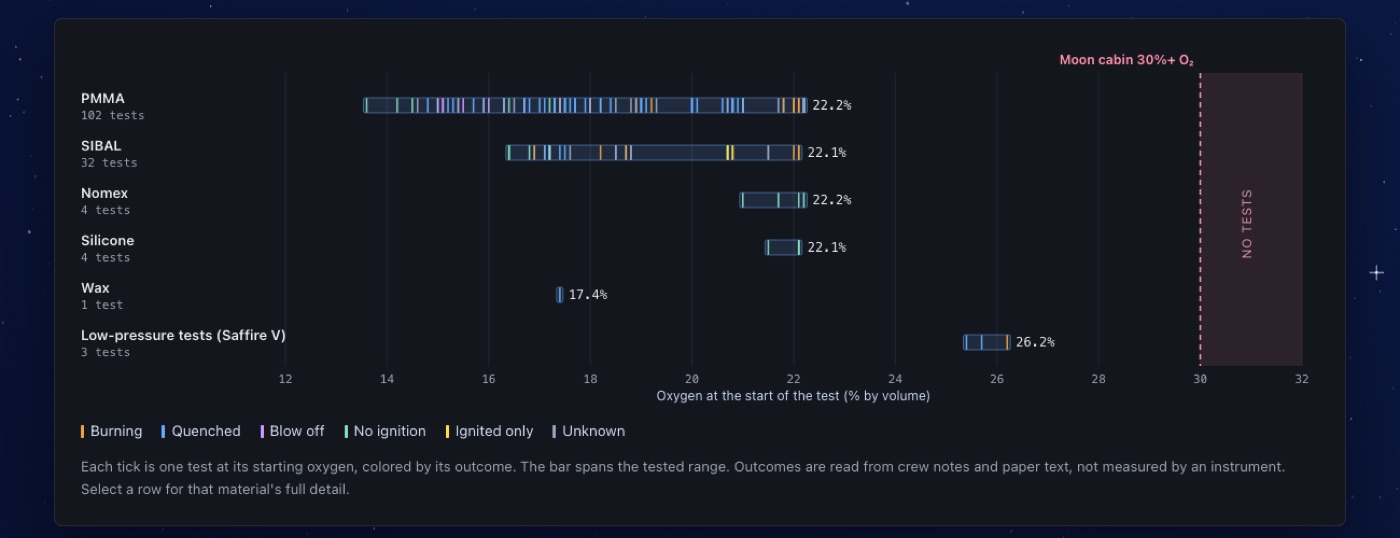 Moon cabin 30%+ O₂
PMMA
102 tests
22.2%
SIBAL
32 tests
22.1%
Nomex
4 tests
22.2%
Silicone
4 tests
22.1%
Wax
1 test
17.4%
Low-pressure tests (Saffire V)
3 tests
26.2%
NO TESTS
12 14 16 18 20 22 24 26 28 30 32
Oxygen at the start of the test (% by volume)
Burning Quenched Blow off No ignition Ignited only Unknown
Each tick is one test at its starting oxygen, colored by its outcome. The bar spans the tested range. Outcomes are read from crew notes and paper text, not measured by an instrument.
Select a row for that material's full detail.